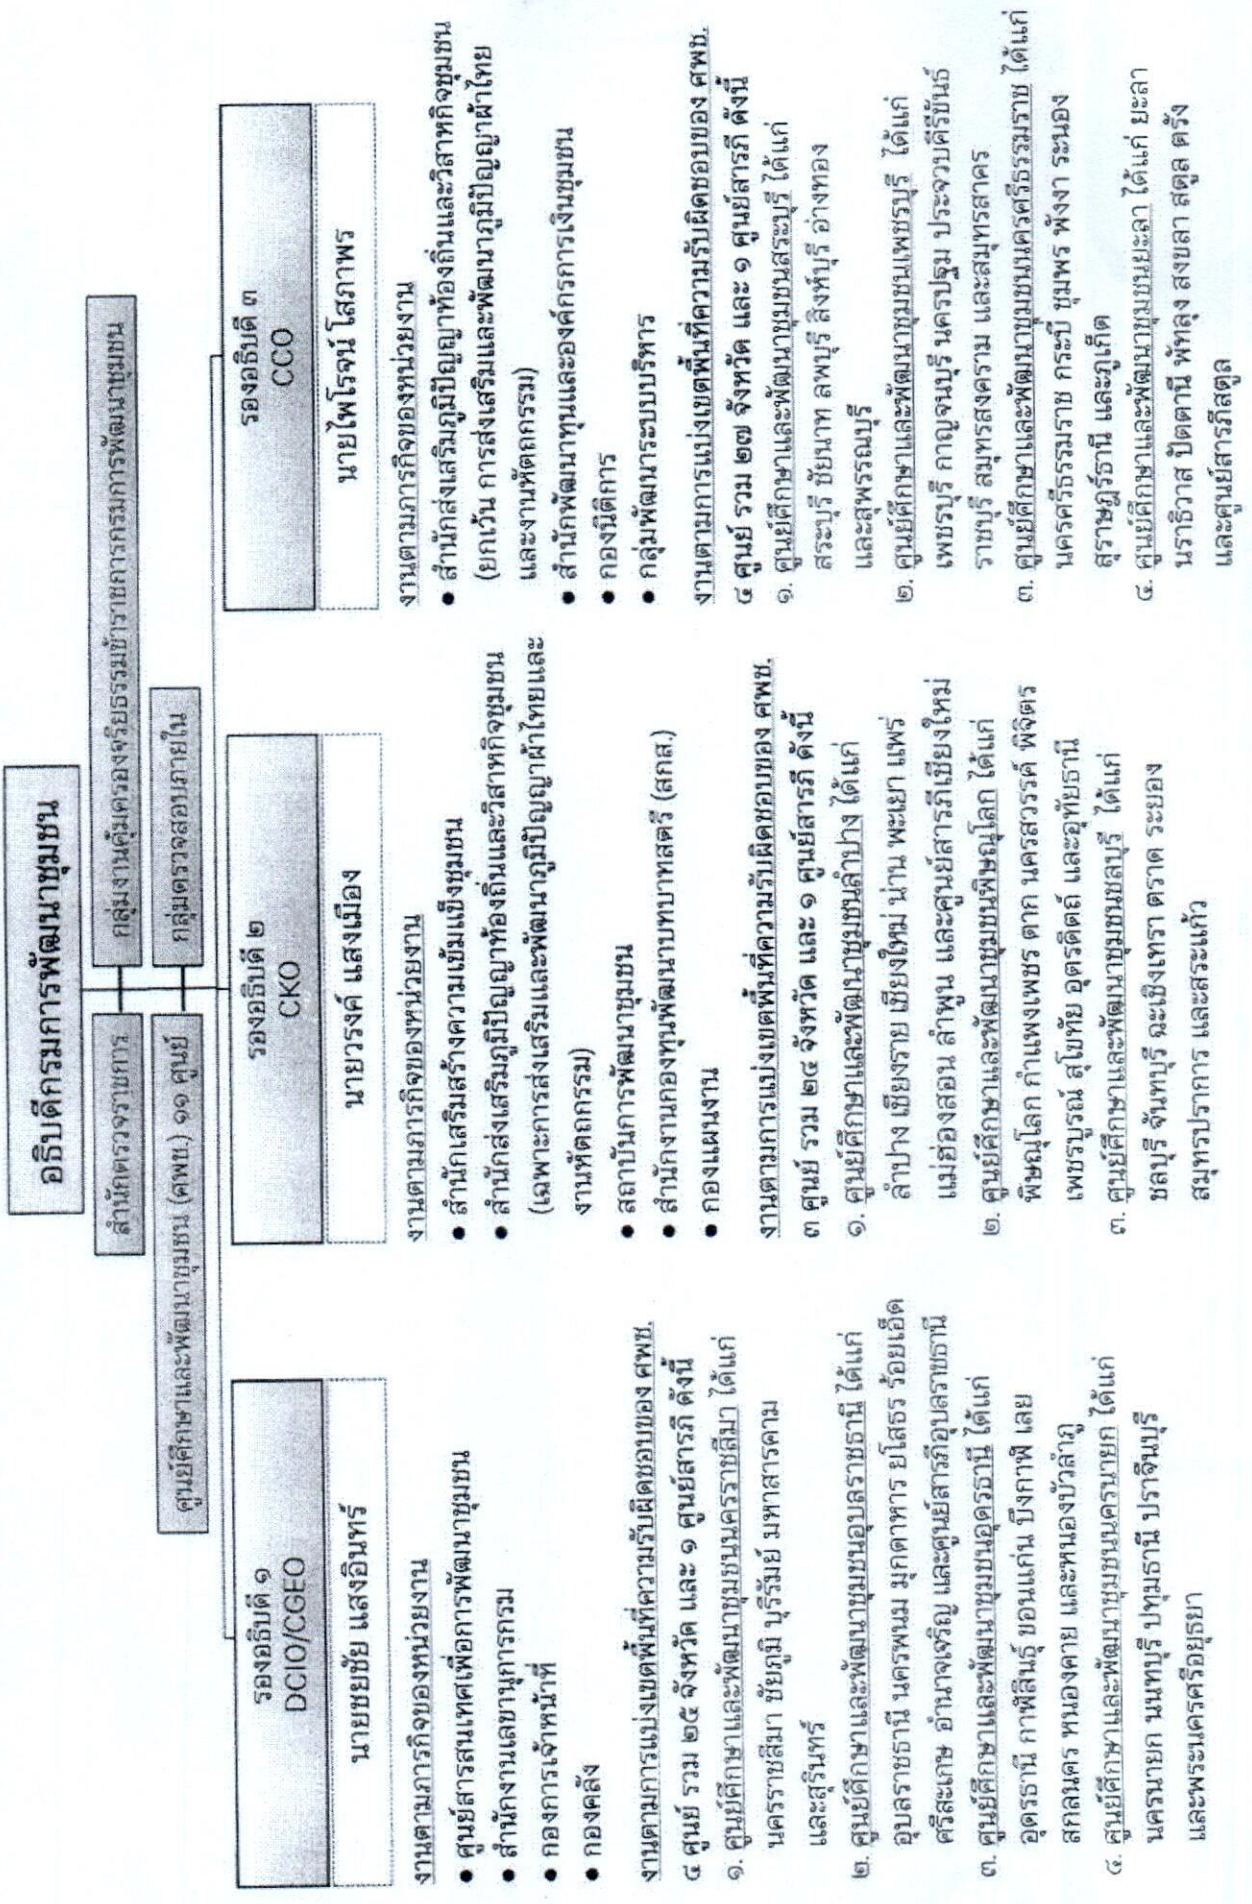 อธิบดีกรมการพัฒนาชุมชน
สำนักตรวจราชการ
กลุ่มงานคุ้มครองจริยธรรมข้าราชการกรมการพัฒนาชุมชน
ศูนย์ศึกษาและพัฒนาชุมชน (ศพช.) ๑๑ ศูนย์
กลุ่มตรวจสอบภายใน
รองอธิบดี ๑
DCIO/CGEO
นายชยชัย แสงอินทร์
งานตามภารกิจของหน่วยงาน
• ศูนย์สารสนเทศเพื่อการพัฒนาชุมชน
• สำนักงานเลขานุการกรม
• กองการเจ้าหน้าที่
• กองคลัง
งานตามการแบ่งเขตพื้นที่ความรับผิดชอบของ ศพช.
๔ ศูนย์ รวม ๒๕ จังหวัด และ ๑ ศูนย์สารภี ดังนี้
๑. ศูนย์ศึกษาและพัฒนาชุมชนนครราชสีมา ได้แก่
นครราชสีมา ชัยภูมิ บุรีรัมย์ มหาสารคาม
และสุรินทร์
๒. ศูนย์ศึกษาและพัฒนาชุมชนอุบลราชธานี ได้แก่
อุบลราชธานี นครพนม มุกดาหาร ยโสธร ร้อยเอ็ด
ศรีสะเกษ อำนาจเจริญ และศูนย์สารภีอุบลราชธานี
๓. ศูนย์ศึกษาและพัฒนาชุมชนอุดรธานี ได้แก่
อุดรธานี กาฬสินธุ์ ขอนแก่น บึงกาฬ เลย
สกลนคร หนองคาย และหนองบัวลำภู
๔. ศูนย์ศึกษาและพัฒนาชุมชนนครนายก ได้แก่
นครนายก นนทบุรี ปทุมธานี ปราจีนบุรี
และพระนครศรีอยุธยา
รองอธิบดี ๒
CKO
นายวรงค์ แสงเมือง
งานตามภารกิจของหน่วยงาน
• สำนักเสริมสร้างความเข้มแข็งชุมชน
• สำนักส่งเสริมภูมิปัญญาท้องถิ่นและวิสาหกิจชุมชน
(เฉพาะการส่งเสริมและพัฒนาภูมิปัญญาผ้าไทยและ
งานหัตถกรรม)
• สถาบันการพัฒนาชุมชน
• สำนักงานกองทุนพัฒนาบทบาทสตรี (สกส.)
• กองแผนงาน
งานตามการแบ่งเขตพื้นที่ความรับผิดชอบของ ศพช.
๓ ศูนย์ รวม ๒๔ จังหวัด และ ๑ ศูนย์สารภี ดังนี้
๑. ศูนย์ศึกษาและพัฒนาชุมชนลำปาง ได้แก่
ลำปาง เชียงราย เชียงใหม่ น่าน พะเยา แพร่
แม่ฮ่องสอน ลำพูน และศูนย์สารภีเชียงใหม่
๒. ศูนย์ศึกษาและพัฒนาชุมชนพิษณุโลก ได้แก่
พิษณุโลก กำแพงเพชร ตาก นครสวรรค์ พิจิตร
เพชรบูรณ์ สุโขทัย อุตรดิตถ์ และอุทัยธานี
๓. ศูนย์ศึกษาและพัฒนาชุมชนชลบุรี ได้แก่
ชลบุรี จันทบุรี ฉะเชิงเทรา ตราด ระยอง
สมุทรปราการ และสระแก้ว
รองอธิบดี ๓
CCO
นายไพโรจน์ โสภาพร
งานตามภารกิจของหน่วยงาน
• สำนักส่งเสริมภูมิปัญญาท้องถิ่นและวิสาหกิจชุมชน
(ยกเว้น การส่งเสริมและพัฒนาภูมิปัญญาผ้าไทย
และงานหัตถกรรม)
• สำนักพัฒนาทุนและองค์กรการเงินชุมชน
• กองนิติการ
• กลุ่มพัฒนาระบบบริหาร
งานตามการแบ่งเขตพื้นที่ความรับผิดชอบของ ศพช.
๔ ศูนย์ รวม ๒๗ จังหวัด และ ๑ ศูนย์สารภี ดังนี้
๑. ศูนย์ศึกษาและพัฒนาชุมชนสระบุรี ได้แก่
สระบุรี ชัยนาท ลพบุรี สิงห์บุรี อ่างทอง
และสุพรรณบุรี
๒. ศูนย์ศึกษาและพัฒนาชุมชนเพชรบุรี ได้แก่
เพชรบุรี กาญจนบุรี นครปฐม ประจวบคีรีขันธ์
ราชบุรี สมุทรสงคราม และสมุทรสาคร
๓. ศูนย์ศึกษาและพัฒนาชุมชนนครศรีธรรมราช ได้แก่
นครศรีธรรมราช กระบี่ ชุมพร พังงา ระนอง
สุราษฎร์ธานี และภูเก็ต
๔. ศูนย์ศึกษาและพัฒนาชุมชนยะลา ได้แก่ ยะลา
นราธิวาส ปัตตานี พัทลุง สงขลา สตูล ตรัง
และศูนย์สารภีสตูล